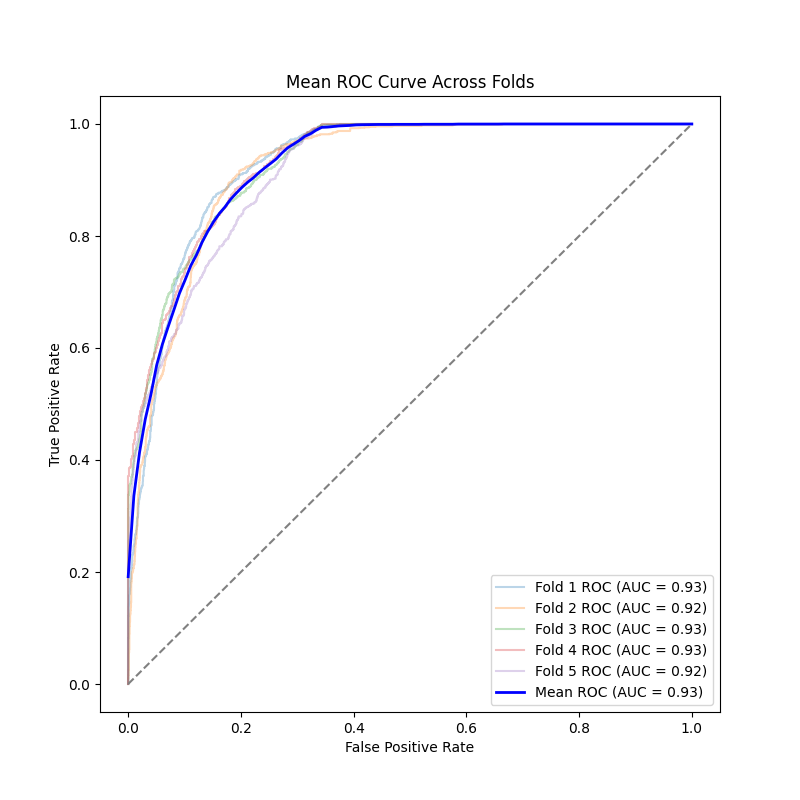 Mean ROC Curve Across Folds
True Positive Rate
1.0
0.8
0.6
0.4
0.2
0.0
Fold 1 ROC (AUC = 0.93)
Fold 2 ROC (AUC = 0.92)
Fold 3 ROC (AUC = 0.93)
Fold 4 ROC (AUC = 0.93)
Fold 5 ROC (AUC = 0.92)
Mean ROC (AUC = 0.93)
0.0 0.2 0.4 0.6 0.8 1.0
False Positive Rate